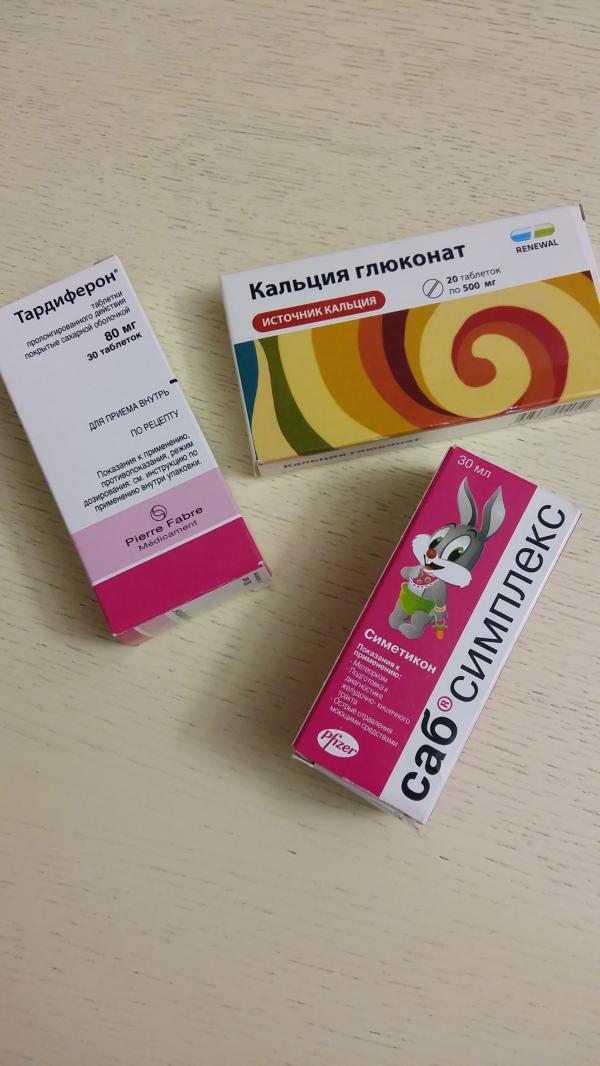 Тардиферон®
таблетки
пролонгированного действия
покрытые сахарной оболочкой
80 мг
30 таблеток
ДЛЯ ПРИЕМА ВНУТРЬ
ПО РЕЦЕПТУ
Показания к применению,
противопоказания, режим
дозирования: см. инструкцию по
применению внутри упаковки.
Pierre Fabre
Médicament
Кальция глюконат
ИСТОЧНИК КАЛЬЦИЯ
20 таблеток
по 500 мг
RENEWAL
Кальция глюконат
30 мл
Симетикон
Показания к
применению:
- Метеоризм
- Подготовка к
диагностике
желудочно- кишечного
тракта
- Острые отравления
моющими средствами
Pfizer
саб® симплекс